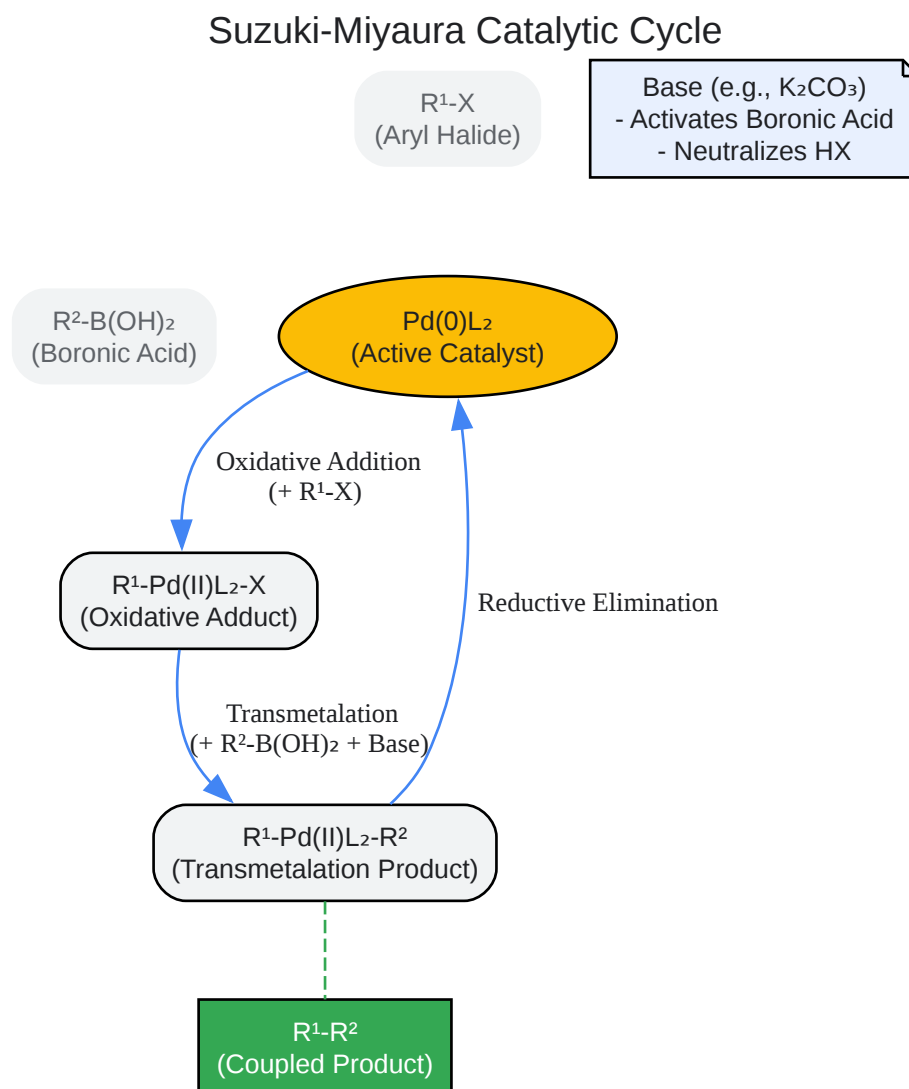 Suzuki-Miyaura Catalytic Cycle
R¹-X
(Aryl Halide)
Base (e.g., K₂CO₃)
- Activates Boronic Acid
- Neutralizes HX
R²-B(OH)₂
(Boronic Acid)
Pd(0)L₂
(Active Catalyst)
Oxidative Addition
(+ R¹-X)
R¹-Pd(II)L₂-X
(Oxidative Adduct)
Reductive Elimination
Transmetalation
(+ R²-B(OH)₂ + Base)
R¹-Pd(II)L₂-R²
(Transmetalation Product)
R¹-R²
(Coupled Product)